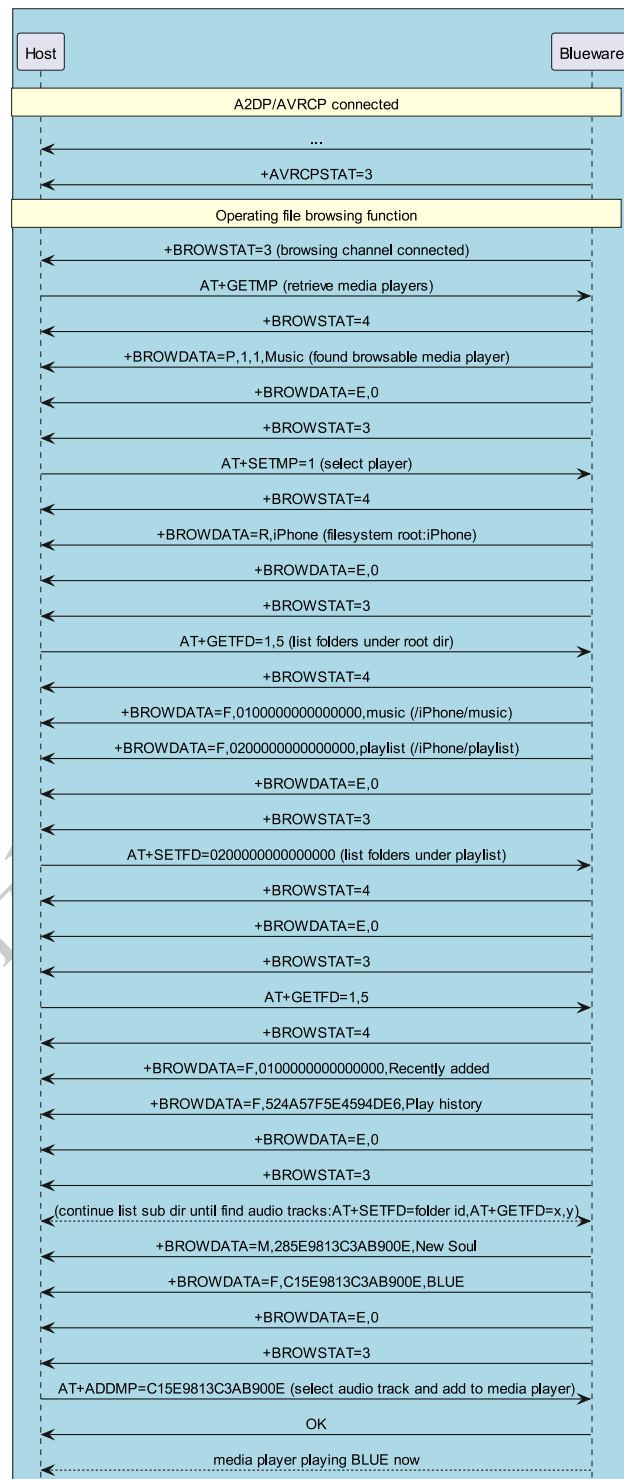 Host
Blueware
A2DP/AVRCP connected
...
+AVRCPSTAT=3
Operating file browsing function
+BROWSTAT=3 (browsing channel connected)
AT+GETMP (retrieve media players)
+BROWSTAT=4
+BROWDATA=P,1,1,Music (found browsable media player)
+BROWDATA=E,0
+BROWSTAT=3
AT+SETMP=1 (select player)
+BROWSTAT=4
+BROWDATA=R,iPhone (filesystem root:iPhone)
+BROWDATA=E,0
+BROWSTAT=3
AT+GETFD=1,5 (list folders under root dir)
+BROWSTAT=4
+BROWDATA=F,0100000000000000,music (/iPhone/music)
+BROWDATA=F,0200000000000000,playlist (/iPhone/playlist)
+BROWDATA=E,0
+BROWSTAT=3
AT+SETFD=0200000000000000 (list folders under playlist)
+BROWSTAT=4
+BROWDATA=E,0
+BROWSTAT=3
AT+GETFD=1,5
+BROWSTAT=4
+BROWDATA=F,0100000000000000,Recently added
+BROWDATA=F,524A57F5E4594DE6,Play history
+BROWDATA=E,0
+BROWSTAT=3
(continue list sub dir until find audio tracks:AT+SETFD=folder id,AT+GETFD=x,y)
+BROWDATA=M,285E9813C3AB900E,New Soul
+BROWDATA=F,C15E9813C3AB900E,BLUE
+BROWDATA=E,0
+BROWSTAT=3
AT+ADDMP=C15E9813C3AB900E (select audio track and add to media player)
OK
media player playing BLUE now